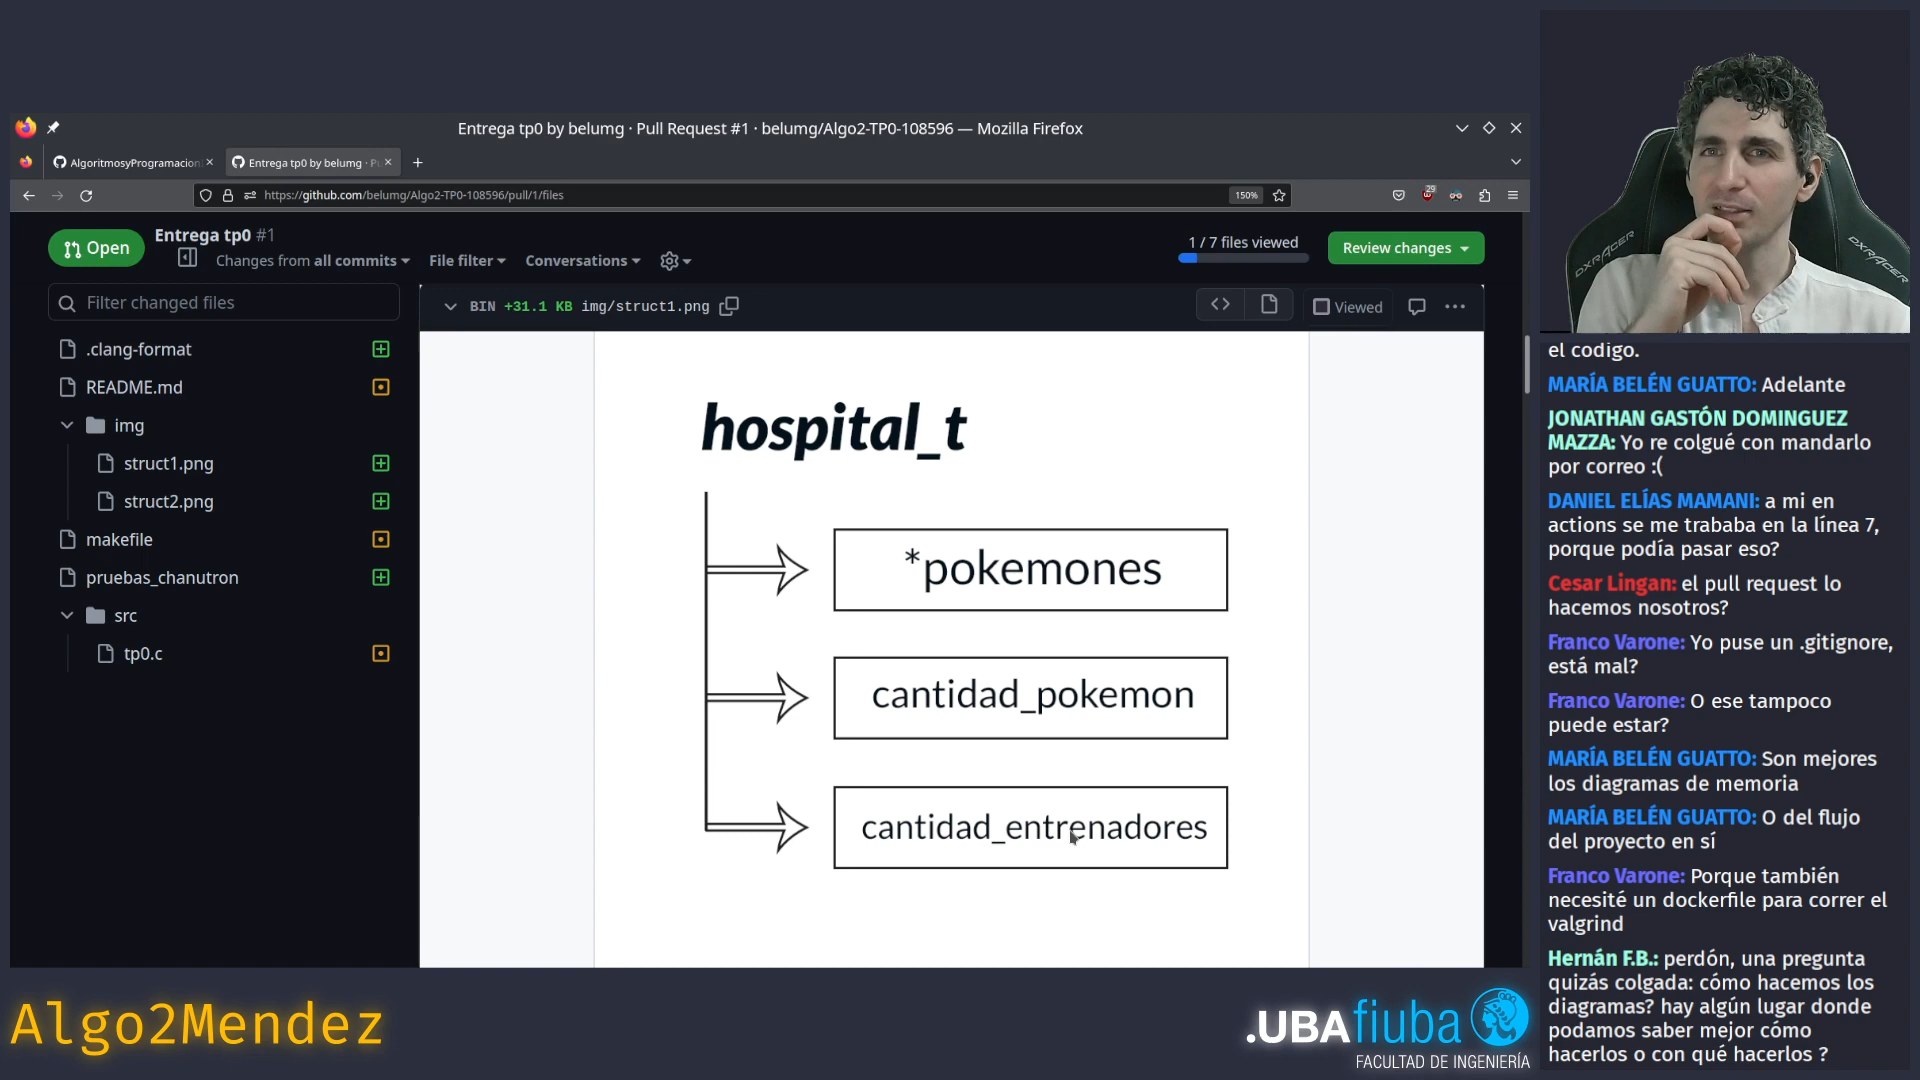 Entrega tp0 by belumg · Pull Request #1 · belumg/Algo2-TP0-108596 — Mozilla Firefox
AlgoritmosyProgramacion
Entrega tp0 by belumg · Pu
https://github.com/belumg/Algo2-TP0-108596/pull/1/files
150%
29
Open
Entrega tp0 #1
Changes from all commits
File filter
Conversations
1 / 7 files viewed
Review changes
Filter changed files
.clang-format
README.md
img
struct1.png
struct2.png
makefile
pruebas_chanutron
src
tp0.c
BIN +31.1 KB img/struct1.png
Viewed
hospital_t
*pokemones
cantidad_pokemon
cantidad_entrenadores
DXRACER
DXRACER
el codigo.
MARÍA BELÉN GUATTO: Adelante
JONATHAN GASTÓN DOMINGUEZ
MAZZA: Yo re colgué con mandarlo
por correo :(
DANIEL ELÍAS MAMANI: a mi en
actions se me trababa en la línea 7,
porque podía pasar eso?
Cesar Lingan: el pull request lo
hacemos nosotros?
Franco Varone: Yo puse un .gitignore,
está mal?
Franco Varone: O ese tampoco
puede estar?
MARÍA BELÉN GUATTO: Son mejores
los diagramas de memoria
MARÍA BELÉN GUATTO: O del flujo
del proyecto en sí
Franco Varone: Porque también
necesité un dockerfile para correr el
valgrind
Hernán F.B.: perdón, una pregunta
quizás colgada: cómo hacemos los
diagramas? hay algún lugar donde
podamos saber mejor cómo
hacerlos o con qué hacerlos ?
Algo2Mendez
.UBAfiuba
FACULTAD DE INGENIERÍA